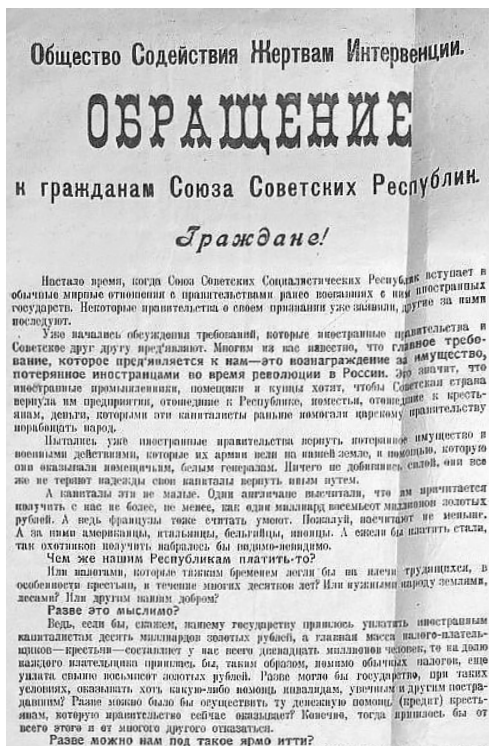 Общество Содействия Жертвам Интервенции.
ОБРАЩЕНИЕ
к гражданам Союза Советских Республик.
Граждане!
Настало время, когда Союз Советских Социалистических Республик вступает в
обычные мирные отношения с правительствами ранее воевавших с ним иностранных
государств. Некоторые правительства о своем признании уже заявили, другие за ними
последуют.
Уже начались обсуждения требований, которые иностранные правительства и
Советское друг другу пред'являют. Многим из нас известно, что главное требо-
вание, которое пред'является к нам—это вознаграждение за имущество,
потерянное иностранцами во время революции в России. Это значит, что
иностранные промышленники, помещики и купцы хотят, чтобы Советская страна
вернула им предприятия, отошедшие к Республике, поместья, отошедшие к кресть-
янам, деньги, которыми эти капиталисты раньше помогали царскому правительству
порабощать народ.
Пытались уже иностранные правительства вернуть потерянное имущество и
военными действиями, которые их армии вели на нашей земле, и помощью, которую
они оказывали помещичьим, белым генералам. Ничего не добившись силой, они все
же не теряют надежды свои капиталы вернуть иным путем.
А капиталы эти не малые. Одни англичане высчитали, что им причитается
получить с нас не более, не менее, как один миллиард восемьсот миллионов золотых
рублей. А ведь французы тоже считать умеют. Пожалуй, насчитают не меньше.
А за ними американцы, итальянцы, бельгийцы, японцы. А ежели бы платить стали,
так охотников получить набралось бы видимо-невидимо.
Чем же нашим Республикам платить-то?
Или налогами, которые тяжким бременем легли бы на плечи трудящихся, в
особенности крестьян, в течение многих десятков лет? Или нужными народу землями,
лесами? Или другим нашим добром?
Разве это мыслимо?
Ведь, если бы, скажем, нашему государству пришлось уплатить иностранным
капиталистам десять миллиардов золотых рублей, а главная масса налого-платель-
щиков—крестьян—составляет у нас всего двенадцать миллионов человек, то на долю
каждого плательщика пришлась бы, таким образом, помимо обычных налогов, еще
уплата свыше восьмисот золотых рублей. Разве могло бы государство, при таких
условиях, оказывать хоть какую-либо помощь инвалидам, увечным и другим постра-
давшим? Разве можно было бы осуществить ту денежную помощь (кредит) кресть-
янам, которую правительство сейчас оказывает? Конечно, тогда пришлось бы от
всего этого и от многого другого отказаться.
Разве можно нам под такое ярмо итти?